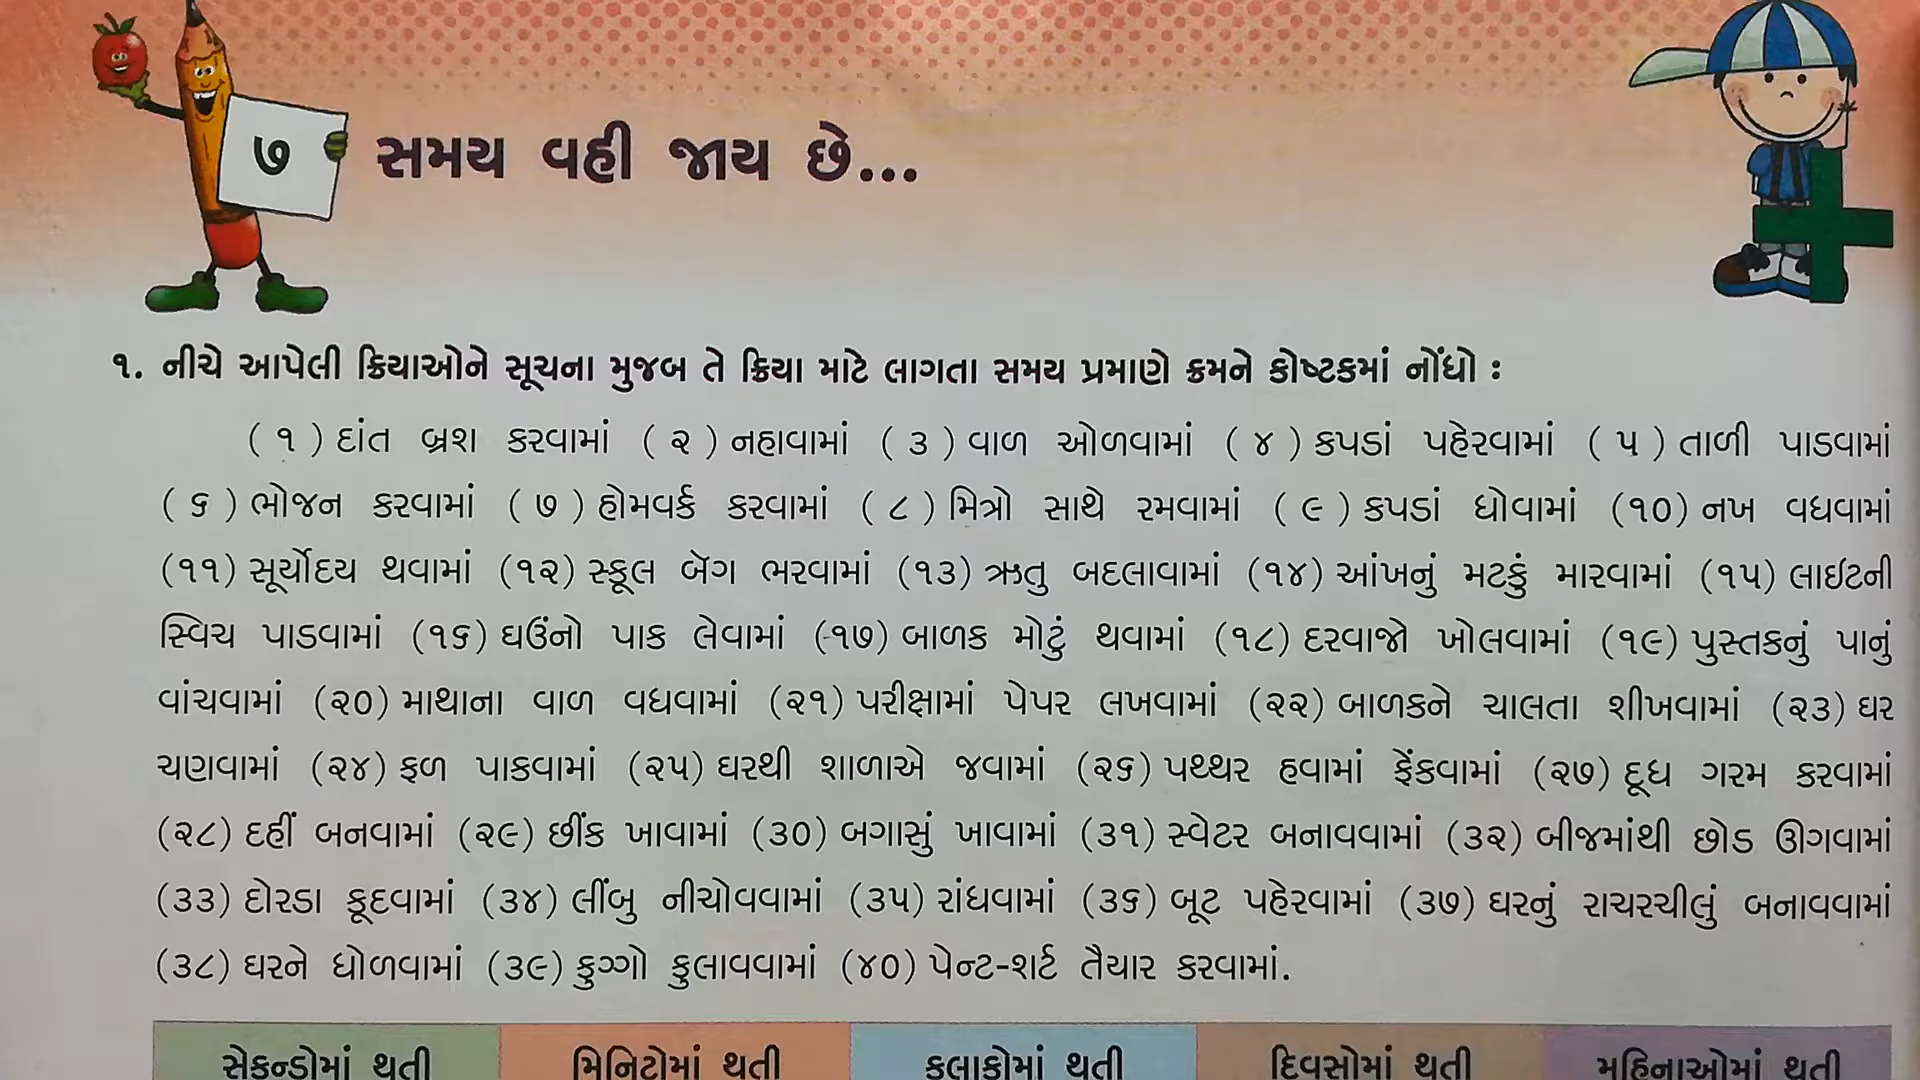 ૭
સમય વહી જાય છે...
૧. નીચે આપેલી ક્રિયાઓને સૂચના મુજબ તે ક્રિયા માટે લાગતા સમય પ્રમાણે ક્રમને કોષ્ટકમાં નોંધો :
(૧) દાંત બ્રશ કરવામાં (૨) નહાવામાં (૩) વાળ ઓળવામાં (૪) કપડાં પહેરવામાં (૫) તાળી પાડવામાં
(૬) ભોજન કરવામાં (૭) હોમવર્ક કરવામાં (૮) મિત્રો સાથે રમવામાં (૯) કપડાં ધોવામાં (૧૦) નખ વધવામાં
(૧૧) સૂર્યોદય થવામાં (૧૨) સ્કૂલ બૅગ ભરવામાં (૧૩) ઋતુ બદલાવામાં (૧૪) આંખનું મટકું મારવામાં (૧૫) લાઈટની
સ્વિચ પાડવામાં (૧૬) ઘઉંનો પાક લેવામાં (૧૭) બાળક મોટું થવામાં (૧૮) દરવાજો ખોલવામાં (૧૯) પુસ્તકનું પાનું
વાંચવામાં (૨૦) માથાના વાળ વધવામાં (૨૧) પરીક્ષામાં પેપર લખવામાં (૨૨) બાળકને ચાલતા શીખવામાં (૨૩) ઘર
ચણવામાં (૨૪) ફળ પાકવામાં (૨૫) ઘરથી શાળાએ જવામાં (૨૬) પથ્થર હવામાં ફેંકવામાં (૨૭) દૂધ ગરમ કરવામાં
(૨૮) દહીં બનવામાં (૨૯) છીંક ખાવામાં (૩૦) બગાસું ખાવામાં (૩૧) સ્વેટર બનાવવામાં (૩૨) બીજમાંથી છોડ ઊગવામાં
(૩૩) દોરડા કૂદવામાં (૩૪) લીંબુ નીચોવવામાં (૩૫) રાંધવામાં (૩૬) બૂટ પહેરવામાં (૩૭) ઘરનું રાચરચીલું બનાવવામાં
(૩૮) ઘરને ધોળવામાં (૩૯) ફુગ્ગો ફુલાવવામાં (૪૦) પેન્ટ-શર્ટ તૈયાર કરવામાં.
સેકન્ડોમાં થતી મિનિટોમાં થતી કલાકોમાં થતી દિવસોમાં થતી મહિનાઓમાં થતી